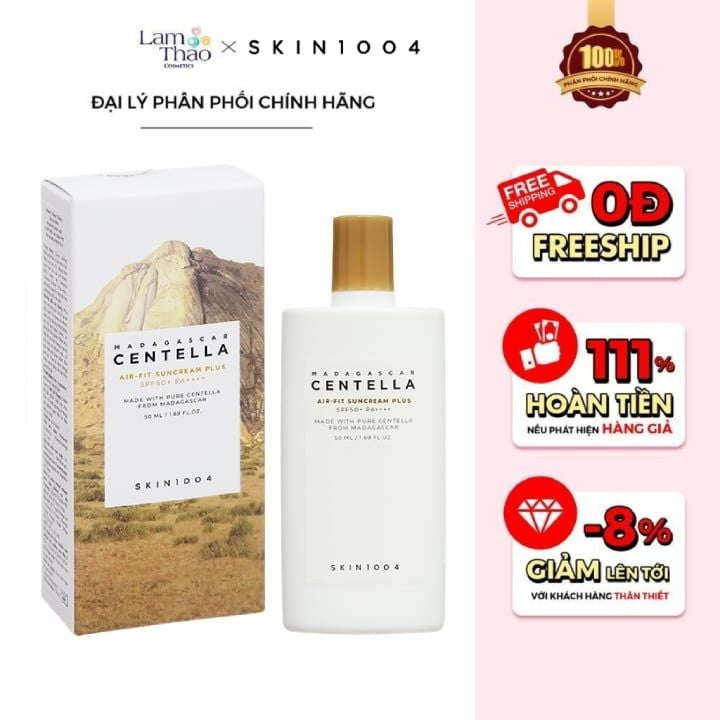 Lam Thao
COSMETICS
× SKIN1004
ĐẠI LÝ PHÂN PHỐI CHÍNH HÃNG
MADAGASCAR
CENTELLA
AIR-FIT SUNCREAM PLUS
SPF50+ PA++++
MADE WITH PURE CENTELLA
FROM MADAGASCAR
50 ML / 1.69 FL.OZ.
SKIN1004
MADAGASCAR
CENTELLA
AIR-FIT SUNCREAM PLUS
SPF50+ PA++++
MADE WITH PURE CENTELLA
FROM MADAGASCAR
50 ML / 1.69 FL.OZ.
SKIN1004
100%
PHÂN PHỐI CHÍNH HÃNG
FREE
SHIPPING
0Đ
FREESHIP
111%
HOÀN TIỀN
NẾU PHÁT HIỆN HÀNG GIẢ
-8%
GIẢM LÊN TỚI
VỚI KHÁCH HÀNG THÂN THIẾT